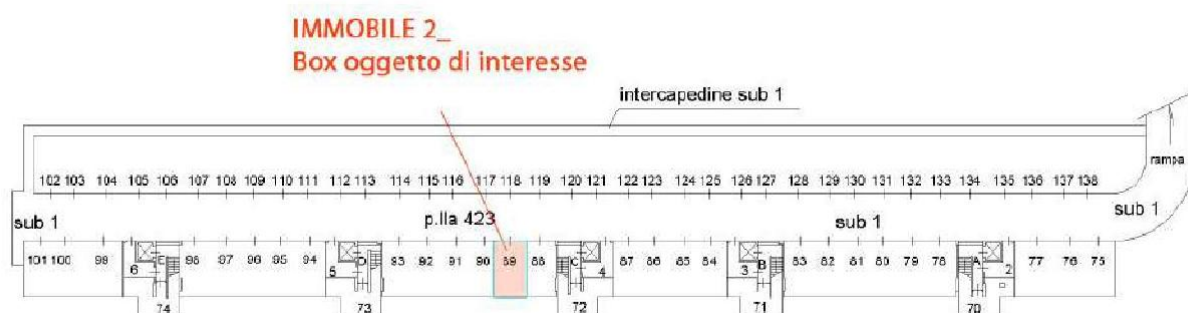 IMMOBILE 2_
Box oggetto di interesse
intercapedine sub 1
rampa
102 103 104 105 106 107 108 109 110 111 112 113 114 115 116 117 118 119 120 121 122 123 124 125 126 127 128 129 130 131 132 133 134 135 136 137 138
sub 1 p.lla 423 sub 1 sub 1
101 100 98 6 E 98 97 96 95 94 5 D 93 92 91 90 89 88 C 4 87 86 85 84 3 B 83 82 81 80 79 78 A 2 77 76 75
74 73 72 71 70